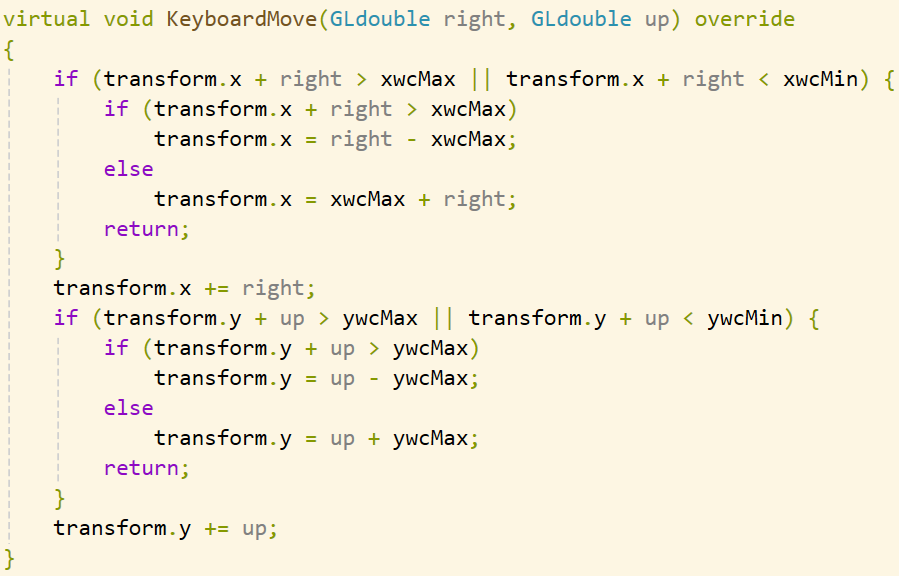 virtual void KeyboardMove(GLdouble right, GLdouble up) override
{
    if (transform.x + right > xwcMax || transform.x + right < xwcMin) {
        if (transform.x + right > xwcMax)
            transform.x = right - xwcMax;
        else
            transform.x = xwcMax + right;
        return;
    }
    transform.x += right;
    if (transform.y + up > ywcMax || transform.y + up < ywcMin) {
        if (transform.y + up > ywcMax)
            transform.y = up - ywcMax;
        else
            transform.y = up + ywcMax;
        return;
    }
    transform.y += up;
}